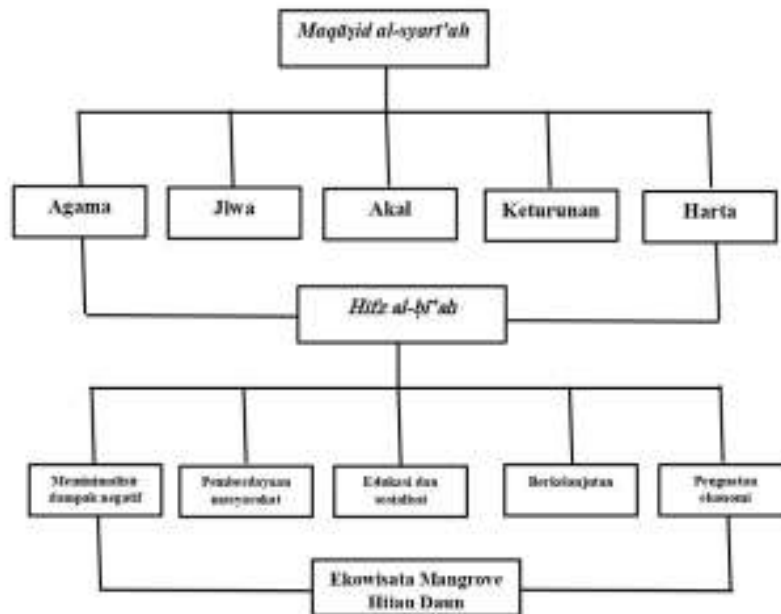 Maqāṣid al-syarī'ah
Agama
Jiwa
Akal
Keturunan
Harta
Hifz al-bī'ah
Meminimalisir
dampak negatif
Pemberdayaan
masyarakat
Edukasi dan
sosialisasi
Berkelanjutan
Penguatan
ekonomi
Ekowisata Mangrove
Daun